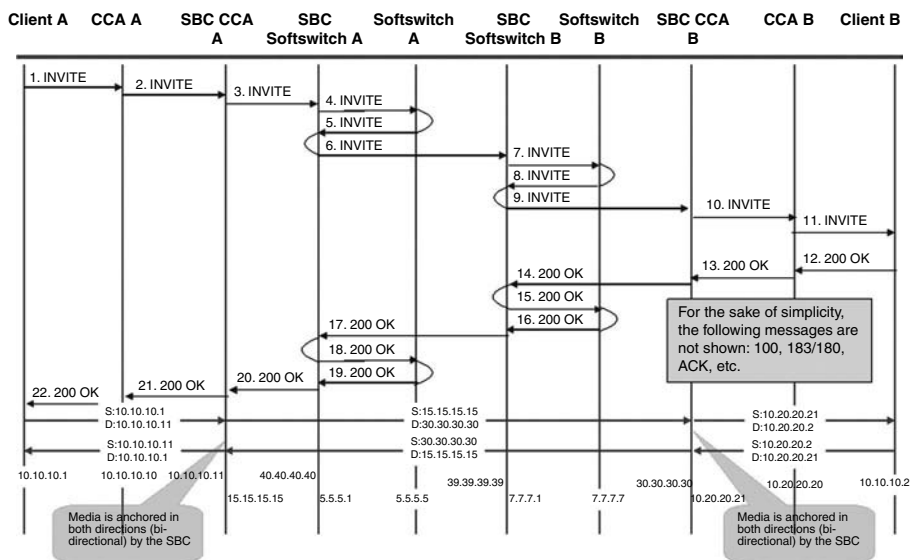 Client A
CCA A
SBC CCA
A
SBC
Softswitch A
Softswitch
A
SBC
Softswitch B
Softswitch
B
SBC CCA
B
CCA B
Client B
1. INVITE
2. INVITE
3. INVITE
4. INVITE
5. INVITE
6. INVITE
7. INVITE
8. INVITE
9. INVITE
10. INVITE
11. INVITE
12. 200 OK
13. 200 OK
14. 200 OK
15. 200 OK
16. 200 OK
17. 200 OK
18. 200 OK
19. 200 OK
20. 200 OK
21. 200 OK
22. 200 OK
For the sake of simplicity,
the following messages are
not shown: 100, 183/180,
ACK, etc.
S:10.10.10.1
D:10.10.10.11
S:15.15.15.15
D:30.30.30.30
S:10.20.20.21
D:10.20.20.2
S:10.10.10.11
D:10.10.10.1
S:30.30.30.30
D:15.15.15.15
S:10.20.20.2
D:10.20.20.21
10.10.10.1
10.10.10.10
10.10.10.11
15.15.15.15
40.40.40.40
5.5.5.1
5.5.5.5
39.39.39.39
7.7.7.1
7.7.7.7
30.30.30.30
10.20.20.21
10.20.20.20
10.10.10.2
Media is anchored in
both directions (bi-
directional) by the SBC
Media is anchored in
both directions (bi-
directional) by the SBC